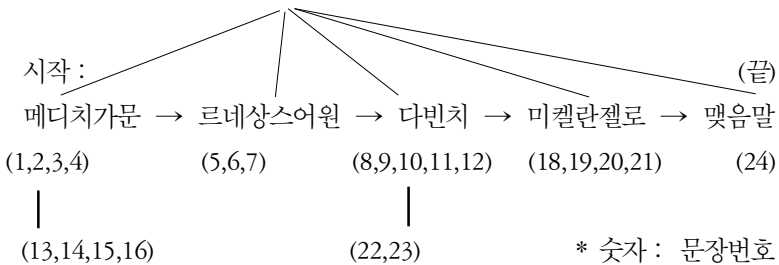 시작 : (끝)
메디치가문 → 르네상스어원 → 다빈치 → 미켈란젤로 → 맺음말
(1,2,3,4) (5,6,7) (8,9,10,11,12) (18,19,20,21) (24)
(13,14,15,16) (22,23) * 숫자 : 문장번호